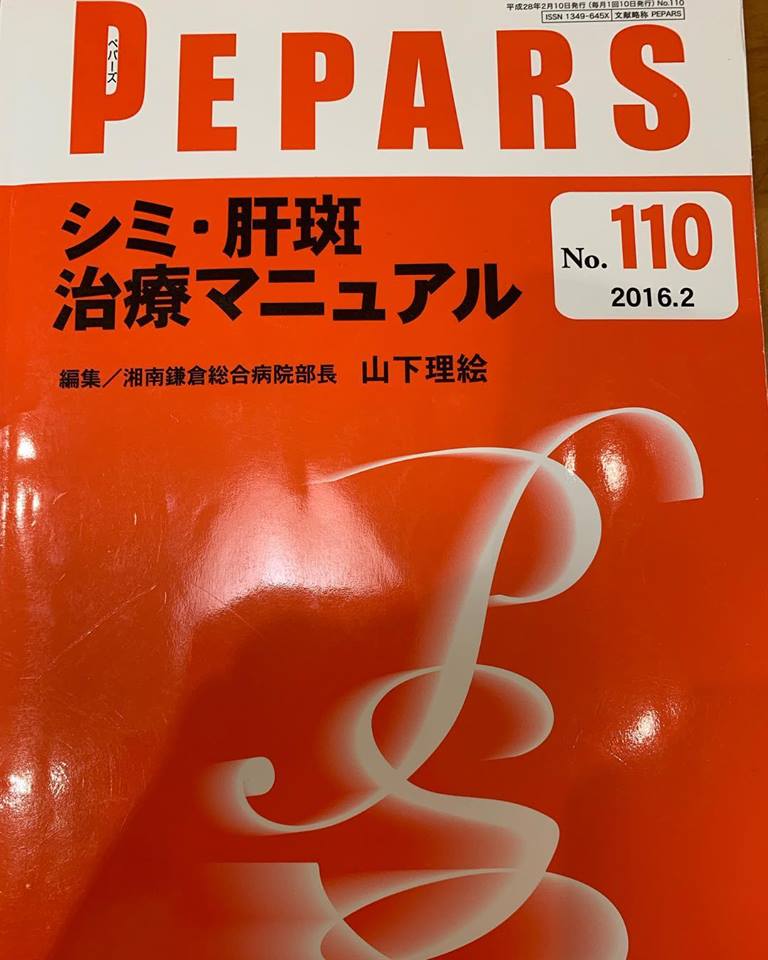 平成28年2月10日発行(毎月1回10日発行) No.110
ISSN 1349-645X 文献略称 PEPARS
ペパーズ
PEPARS
シミ・肝斑
治療マニュアル
No. 110
2016.2
編集／湘南鎌倉総合病院部長 山下理絵